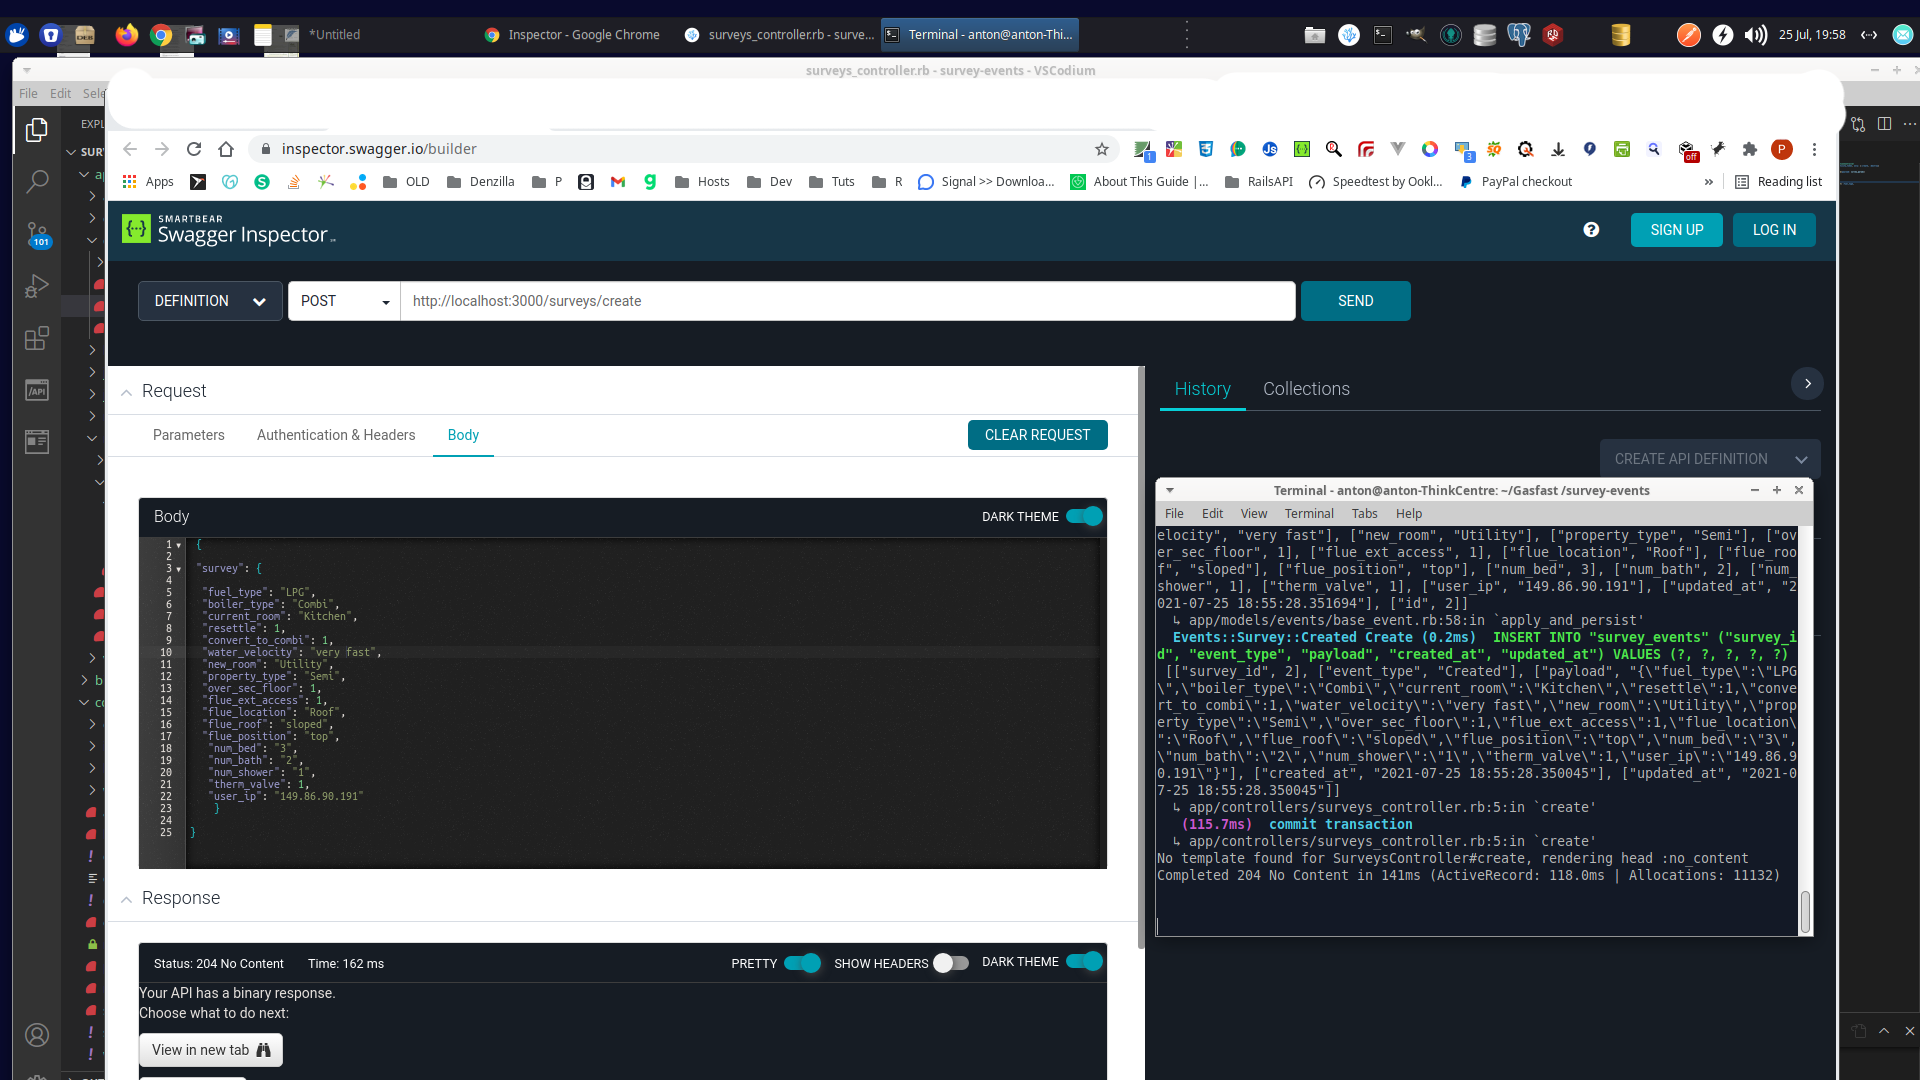 *Untitled
Inspector - Google Chrome
surveys_controller.rb - surve...
Terminal - anton@anton-Thi...
25 Jul, 19:58
surveys_controller.rb - survey-events - VSCodium
File Edit Sele
EXPL
SUR
101
inspector.swagger.io/builder
Apps
OLD
Denzilla
P
Hosts
Dev
Tuts
R
Signal >> Downloa...
About This Guide |...
RailsAPI
Speedtest by Ookl...
PayPal checkout
»
Reading list
SMARTBEAR
Swagger Inspector
SIGN UP
LOG IN
DEFINITION
POST
http://localhost:3000/surveys/create
SEND
Request
Parameters
Authentication & Headers
Body
CLEAR REQUEST
History
Collections
CREATE API DEFINITION
Body
DARK THEME
1 {
2
3 "survey": {
4
5 "fuel_type": "LPG",
6 "boiler_type": "Combi",
7 "current_room": "Kitchen",
8 "resettle": 1,
9 "convert_to_combi": 1,
10 "water_velocity": "very fast",
11 "new_room": "Utility",
12 "property_type": "Semi",
13 "over_sec_floor": 1,
14 "flue_ext_access": 1,
15 "flue_location": "Roof",
16 "flue_roof": "sloped",
17 "flue_position": "top",
18 "num_bed": "3",
19 "num_bath": "2",
20 "num_shower": "1",
21 "therm_valve": 1,
22 "user_ip": "149.86.90.191"
23 }
24
25 }
Response
Status: 204 No Content
Time: 162 ms
PRETTY
SHOW HEADERS
DARK THEME
Your API has a binary response.
Choose what to do next:
View in new tab
Terminal - anton@anton-ThinkCentre: ~/Gasfast /survey-events
File Edit View Terminal Tabs Help
elocity", "very fast"], ["new_room", "Utility"], ["property_type", "Semi"], ["ov
er_sec_floor", 1], ["flue_ext_access", 1], ["flue_location", "Roof"], ["flue_roo
f", "sloped"], ["flue_position", "top"], ["num_bed", 3], ["num_bath", 2], ["num_
shower", 1], ["therm_valve", 1], ["user_ip", "149.86.90.191"], ["updated_at", "2
021-07-25 18:55:28.351694"], ["id", 2]]
↳ app/models/events/base_event.rb:58:in `apply_and_persist'
Events::Survey::Created Create (0.2ms)  INSERT INTO "survey_events" ("survey_i
d", "event_type", "payload", "created_at", "updated_at") VALUES (?, ?, ?, ?, ?)
[["survey_id", 2], ["event_type", "Created"], ["payload", "{\"fuel_type\":\"LPG
\",\"boiler_type\":\"Combi\",\"current_room\":\"Kitchen\",\"resettle\":1,\"conve
rt_to_combi\":1,\"water_velocity\":\"very fast\",\"new_room\":\"Utility\",\"prop
erty_type\":\"Semi\",\"over_sec_floor\":1,\"flue_ext_access\":1,\"flue_location\
":\"Roof\",\"flue_roof\":\"sloped\",\"flue_position\":\"top\",\"num_bed\":\"3\",
\"num_bath\":\"2\",\"num_shower\":\"1\",\"therm_valve\":1,\"user_ip\":\"149.86.9
0.191\"}"], ["created_at", "2021-07-25 18:55:28.350045"], ["updated_at", "2021-0
7-25 18:55:28.350045"]]
↳ app/controllers/surveys_controller.rb:5:in `create'
(115.7ms)  commit transaction
↳ app/controllers/surveys_controller.rb:5:in `create'
No template found for SurveysController#create, rendering head :no_content
Completed 204 No Content in 141ms (ActiveRecord: 118.0ms | Allocations: 11132)